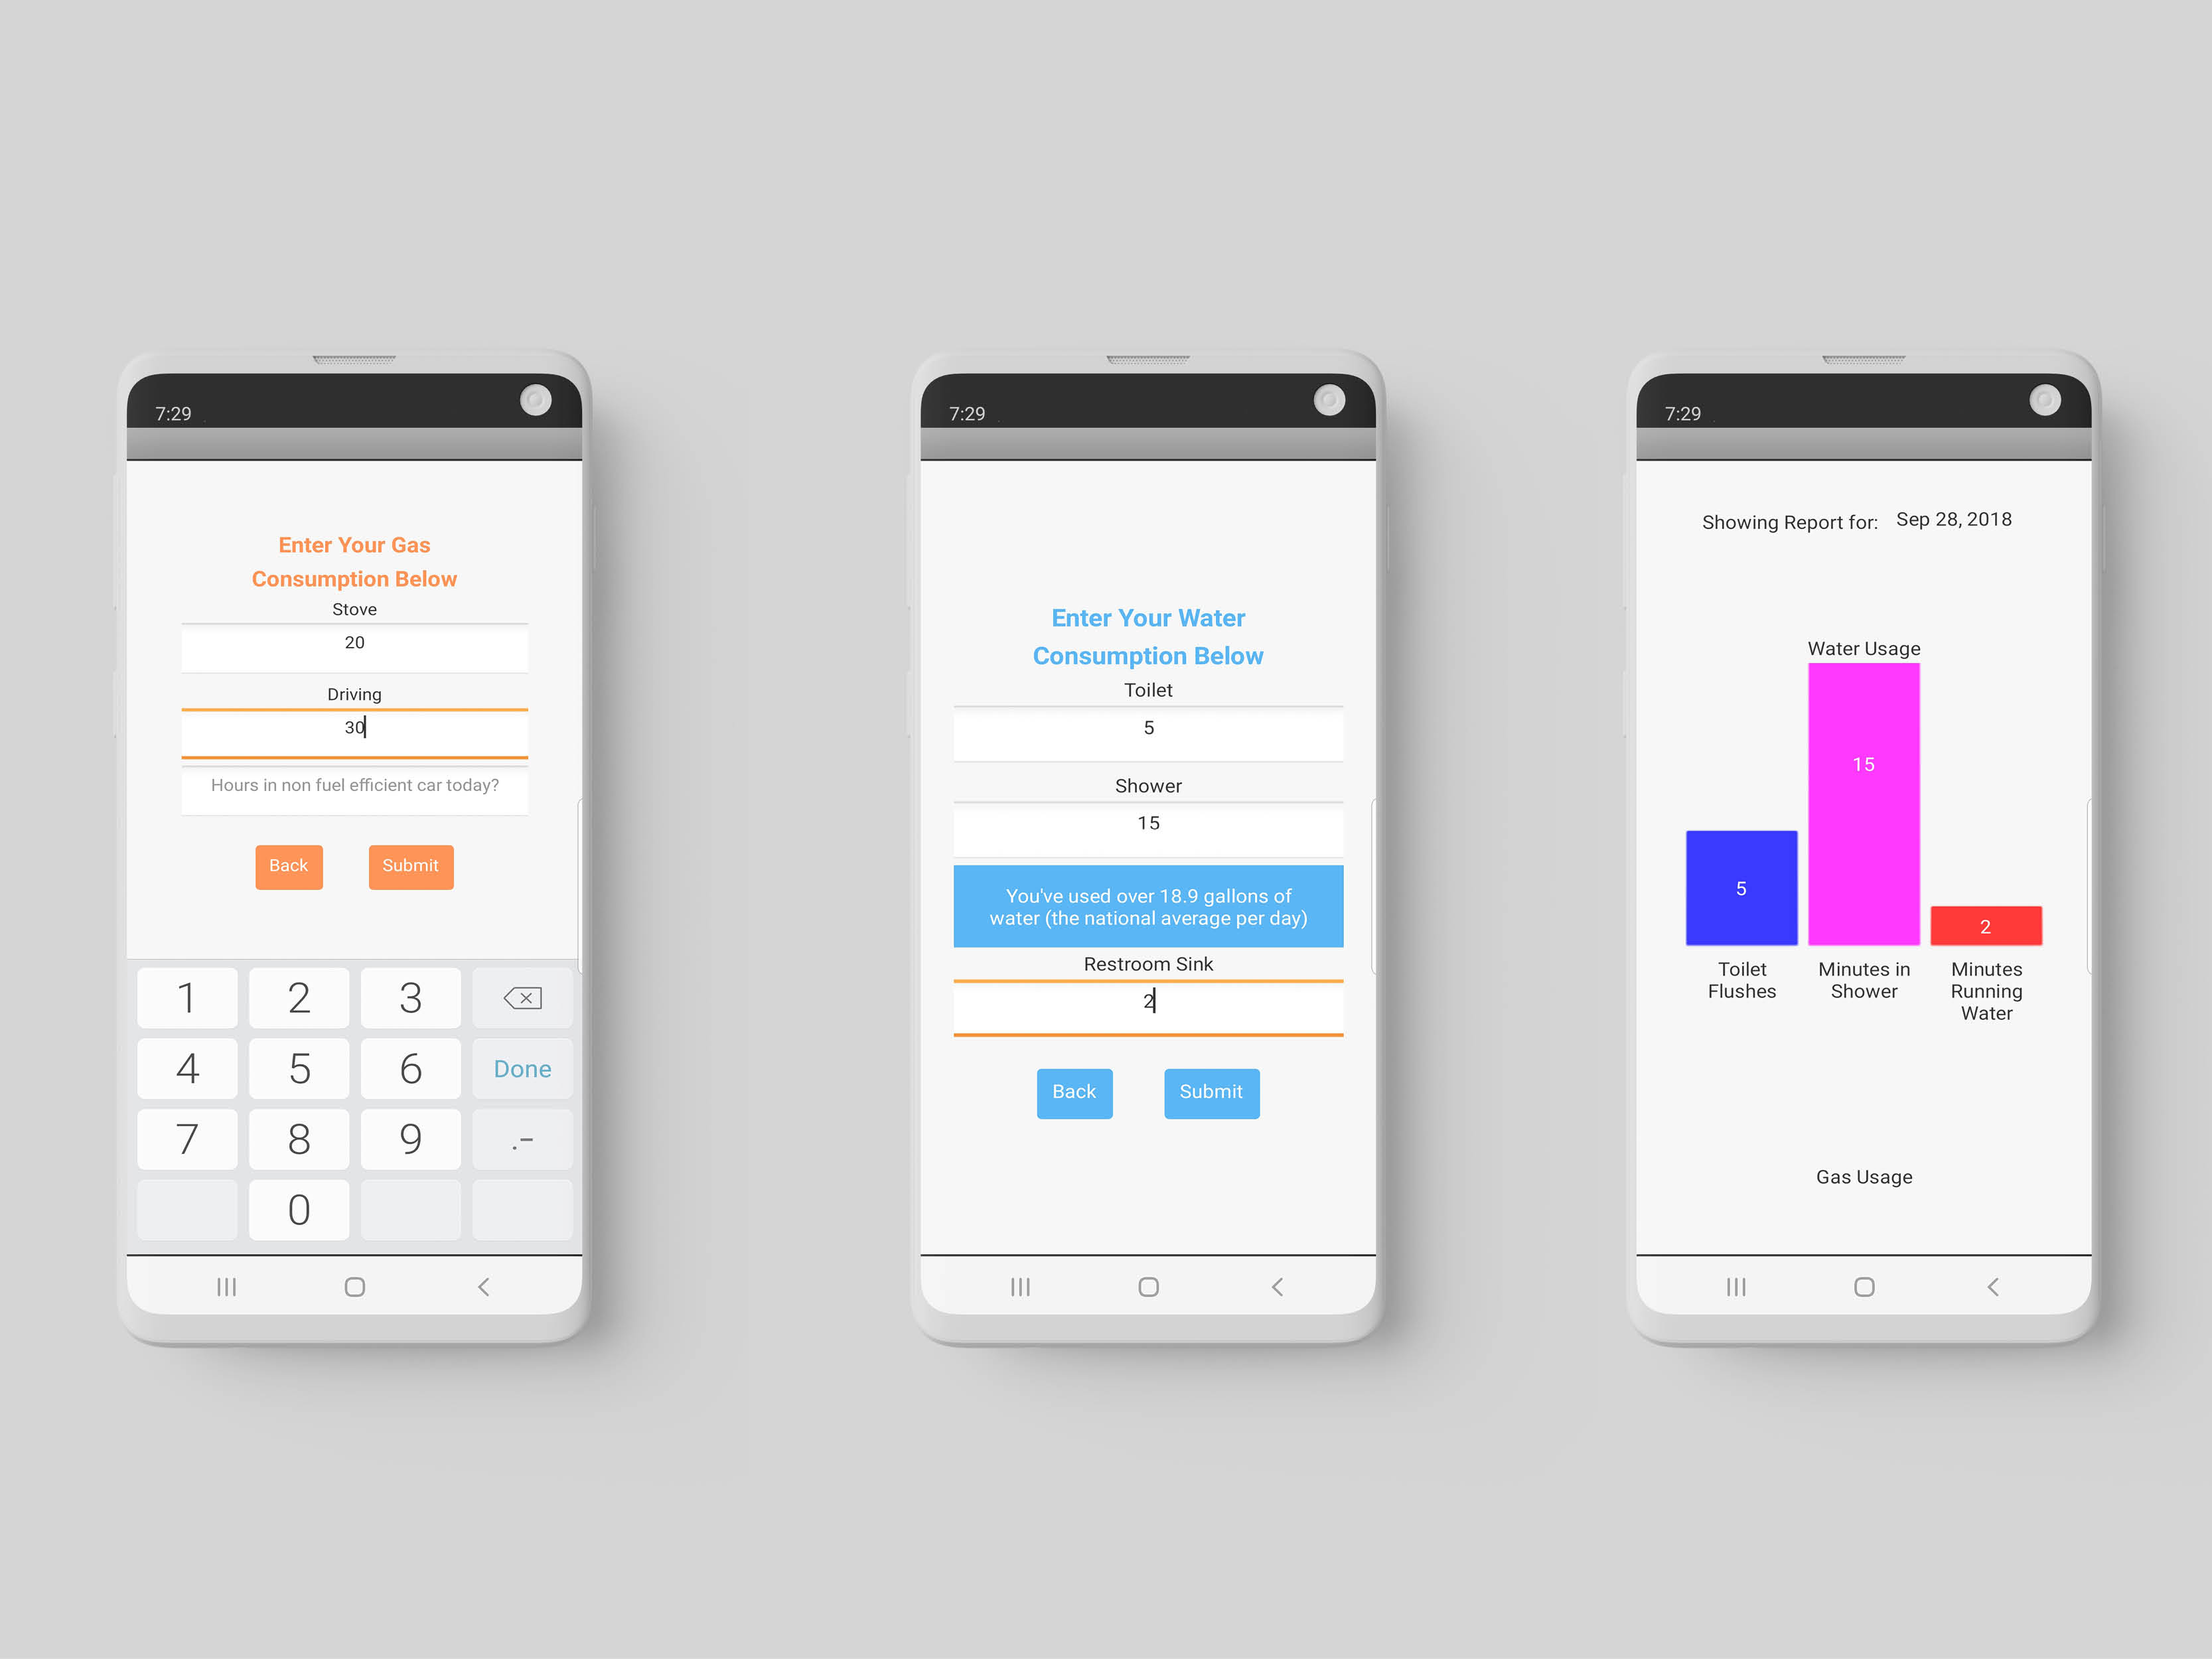 7:29
Enter Your Gas
Consumption Below
Stove
20
Driving
30
Hours in non fuel efficient car today?
Back
Submit
1 2 3
4 5 6 Done
7 8 9 .-
0
7:29
Enter Your Water
Consumption Below
Toilet
5
Shower
15
You've used over 18.9 gallons of
water (the national average per day)
Restroom Sink
2
Back
Submit
7:29
Showing Report for: Sep 28, 2018
Water Usage
15
5
2
Toilet
Flushes
Minutes in
Shower
Minutes
Running
Water
Gas Usage